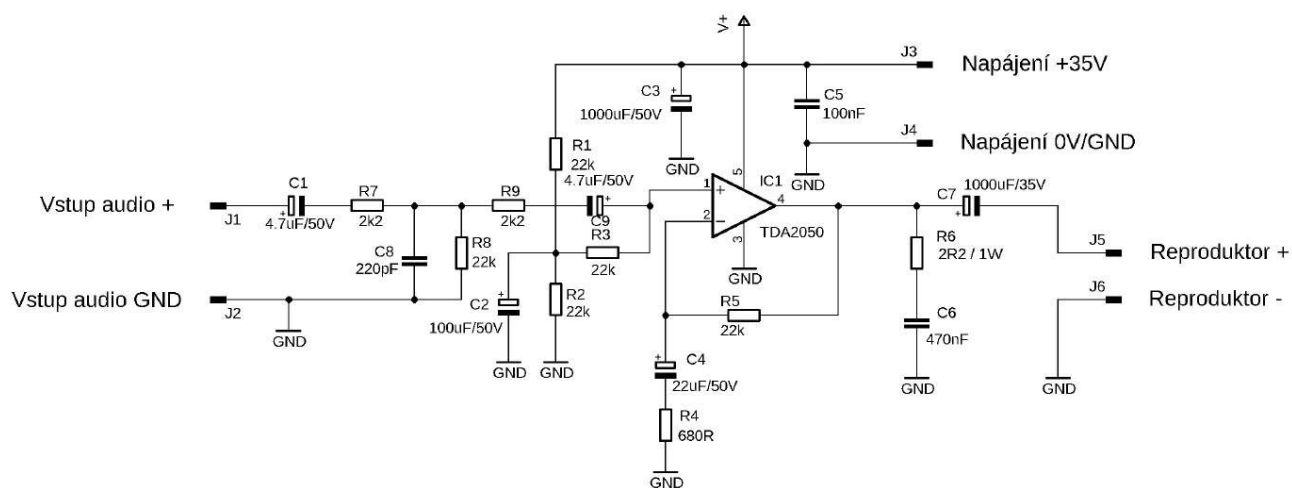 V+
J3
Napájení +35V
C3
1000uF/50V
+
C5
100nF
J4
Napájení 0V/GND
GND
GND
R1
22k
4.7uF/50V
+
C9
Vstup audio +
J1
C1
+
4.7uF/50V
R7
2k2
R9
2k2
R3
22k
1
2
3
4
5
+
−
IC1
TDA2050
GND
C7
1000uF/35V
+
J5
Reproduktor +
C8
220pF
R8
22k
R6
2R2 / 1W
J6
Reproduktor -
Vstup audio GND
J2
GND
C2
+
100uF/50V
R2
22k
R5
22k
C6
470nF
GND
GND
C4
+
22uF/50V
GND
GND
R4
680R
GND